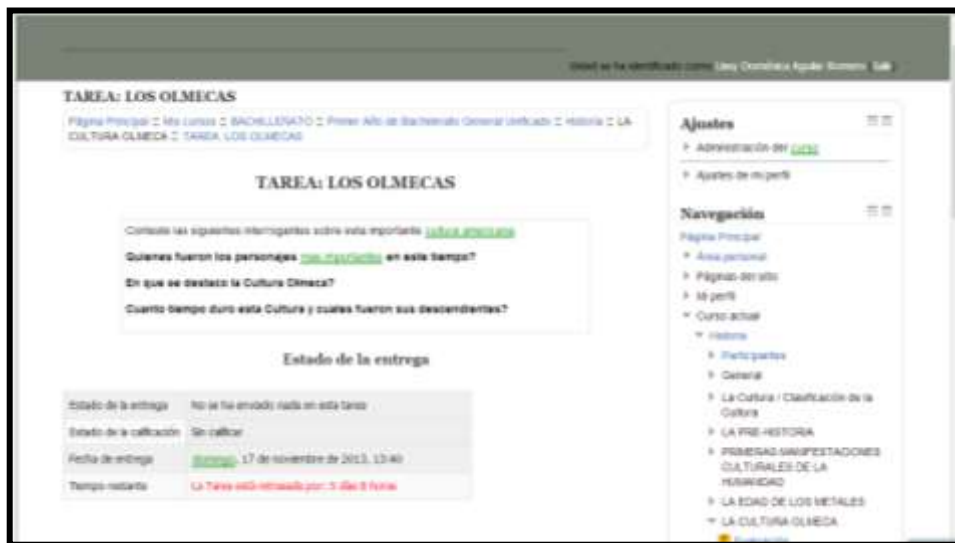 Usted se ha identificado como
TAREA: LOS OLMECAS
Página Principal Mis cursos BACHILLERATO Primer Año de Bachillerato General Unificado Historia LA
CULTURA OLMECA TAREA: LOS OLMECAS
TAREA: LOS OLMECAS
Conteste las siguientes interrogantes sobre esta importante cultura americana
Quienes fueron los personajes mas importantes en este tiempo?
En que se destaco la Cultura Olmeca?
Cuanto tiempo duro esta Cultura y cuales fueron sus descendientes?
Estado de la entrega
Estado de la entrega No se ha enviado nada en esta tarea
Estado de la calificación Sin calificar
Fecha de entrega domingo, 17 de noviembre de 2013, 13:40
Tiempo restante La Tarea está retrasada por: días horas
Ajustes
Administración del curso
Ajustes de mi perfil
Navegación
Página Principal
Área personal
Páginas del sitio
Mi perfil
Curso actual
Historia
Participantes
General
La Cultura / Clasificación de la
Cultura
LA PRE-HISTORIA
PRIMERAS MANIFESTACIONES
CULTURALES DE LA
HUMANIDAD
LA EDAD DE LOS METALES
LA CULTURA OLMECA